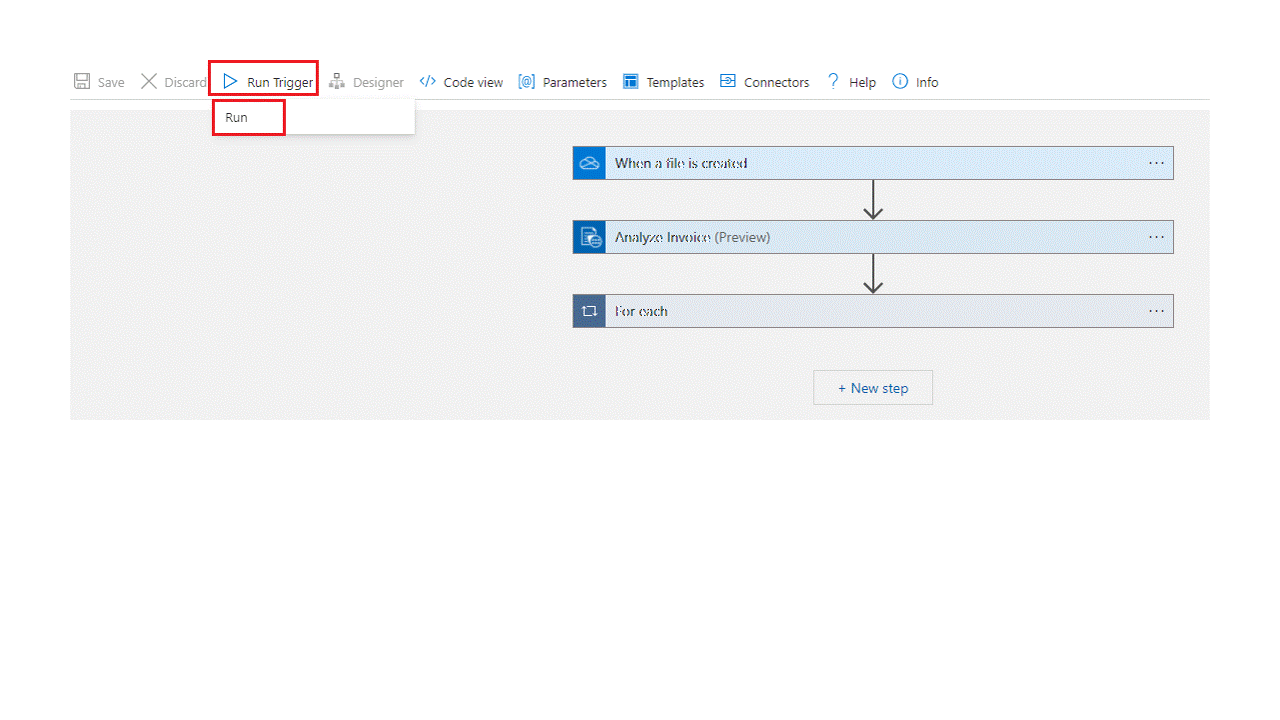 Save Discard Run Trigger Designer Code view Parameters Templates Connectors Help Info
Run
When a file is created
Analyze Invoice (Preview)
For each
+ New step